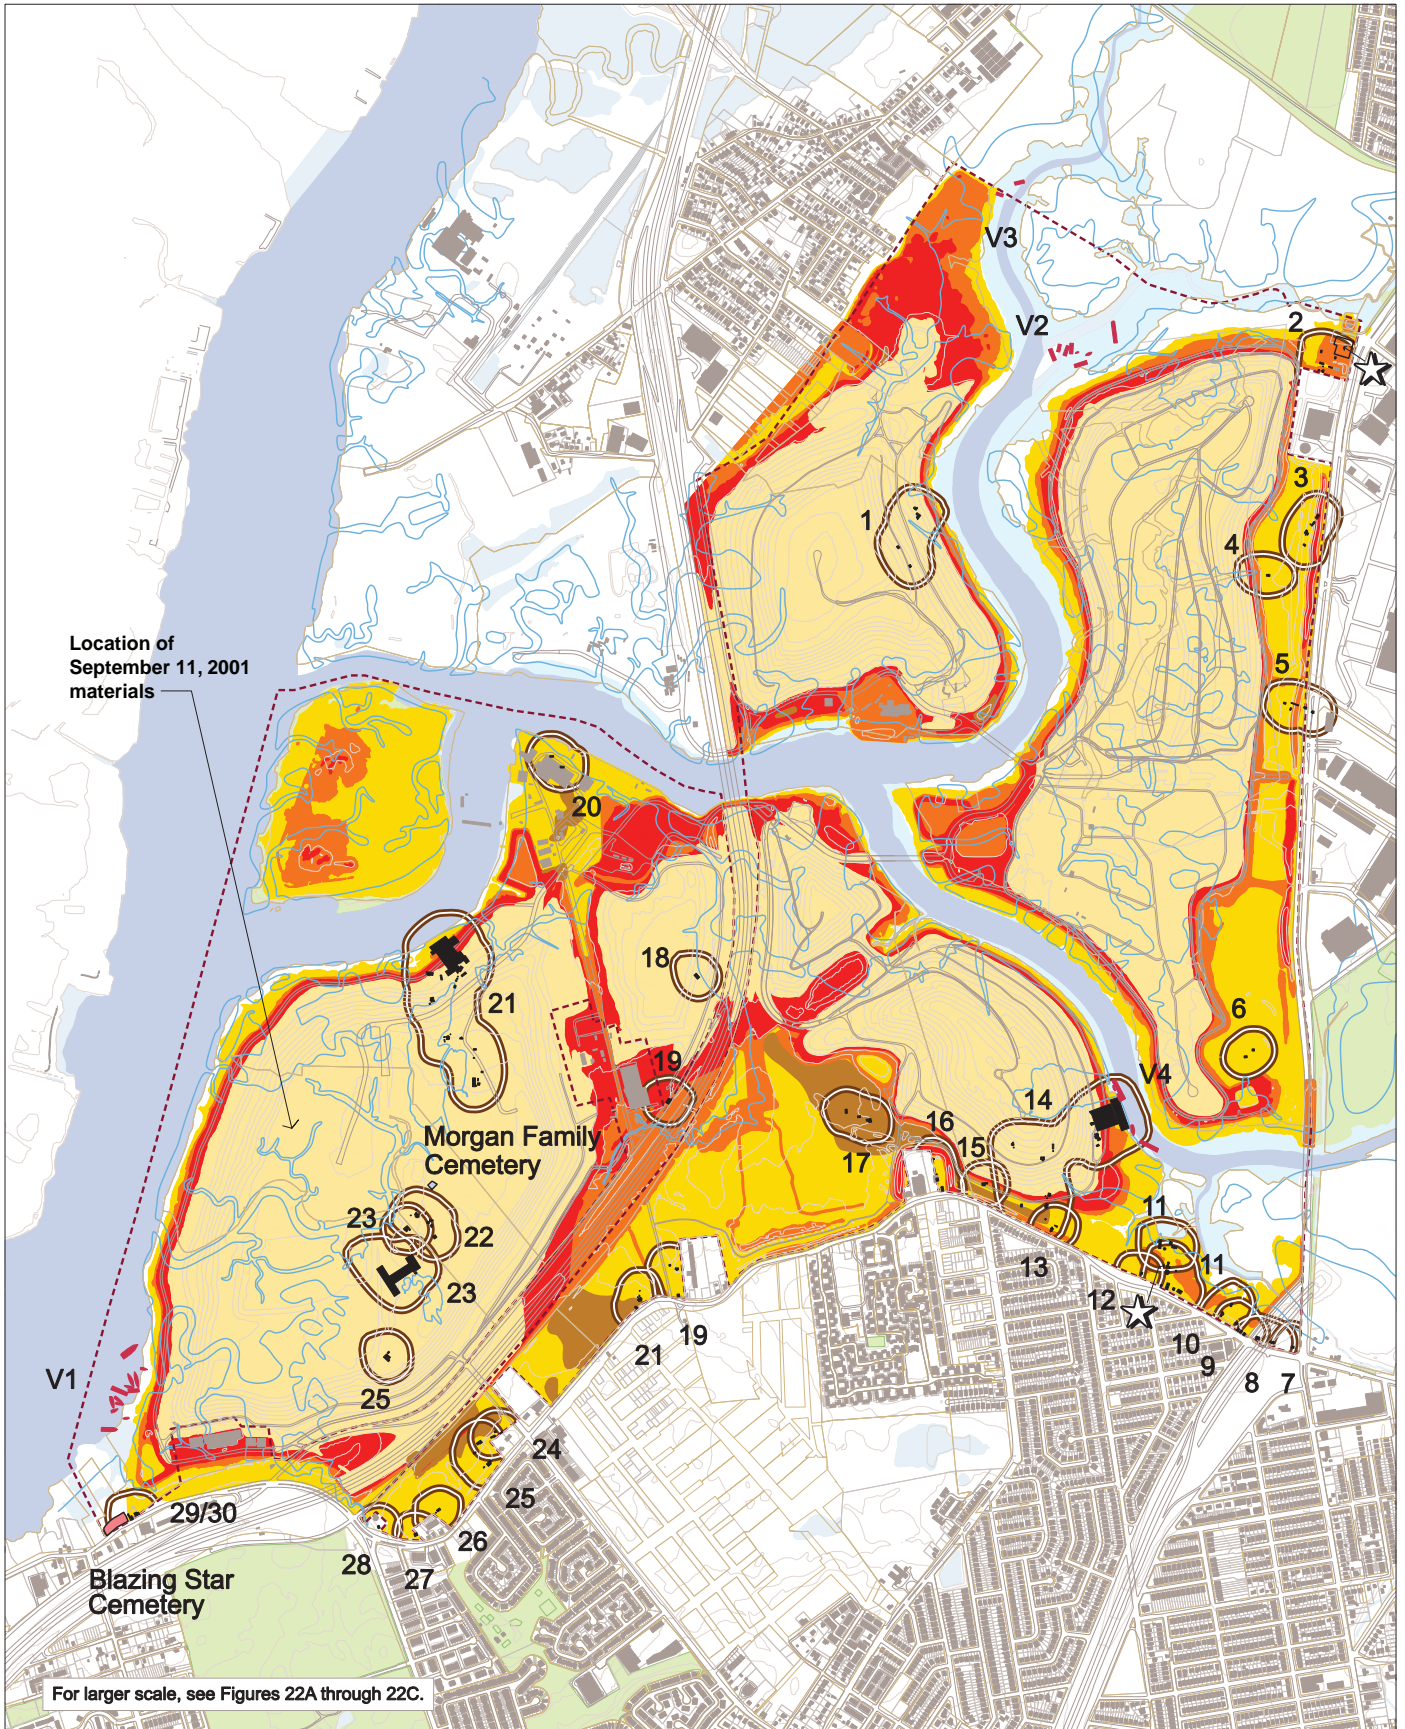 V3
V2
2
3
1
4
Location of
September 11, 2001
materials
5
20
18
21
6
19
V4
14
Morgan Family
Cemetery
16
15
17
23
22
11
11
23
13
12
21
19
10
9
8
7
V1
25
24
25
29/30
26
28
27
Blazing Star
Cemetery
For larger scale, see Figures 22A through 22C.